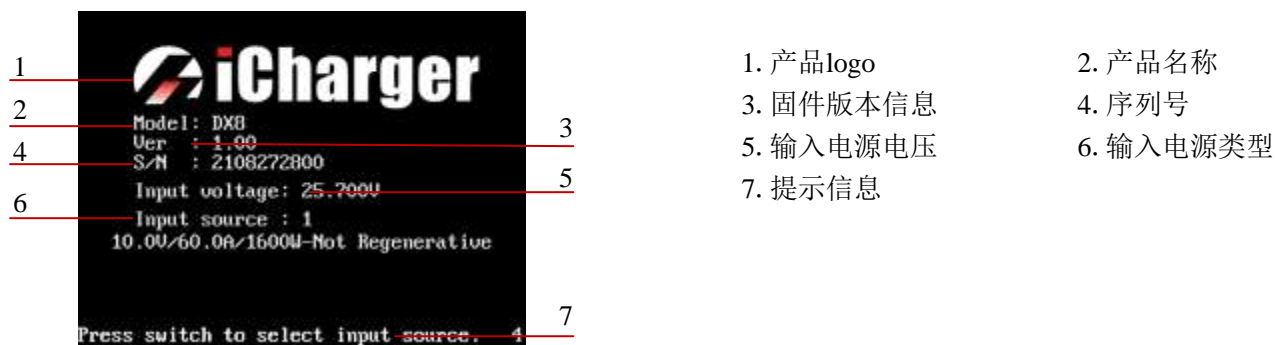 iCharger
1
2
Model: DX8
Ver : 1.00
3
4
S/N : 2108272800
Input voltage: 25.700V
5
6
Input source : 1
10.0V/60.0A/1600W-Not Regenerative
Press switch to select input source. 4
7
1. 产品logo 2. 产品名称
3. 固件版本信息 4. 序列号
5. 输入电源电压 6. 输入电源类型
7. 提示信息